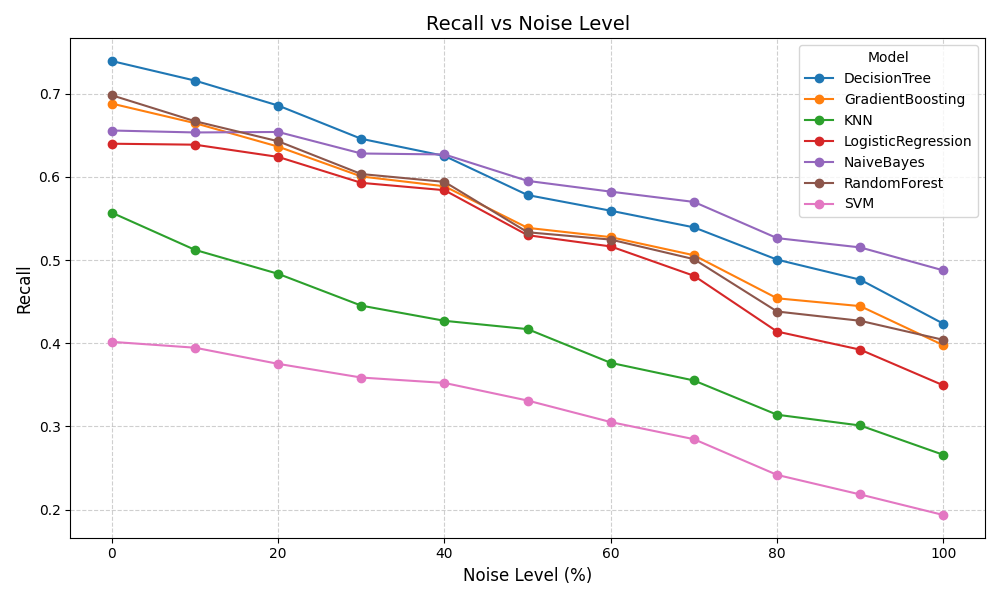 Recall vs Noise Level
Recall
0.7
0.6
0.5
0.4
0.3
0.2
Model
DecisionTree
GradientBoosting
KNN
LogisticRegression
NaiveBayes
RandomForest
SVM
0 20 40 60 80 100
Noise Level (%)